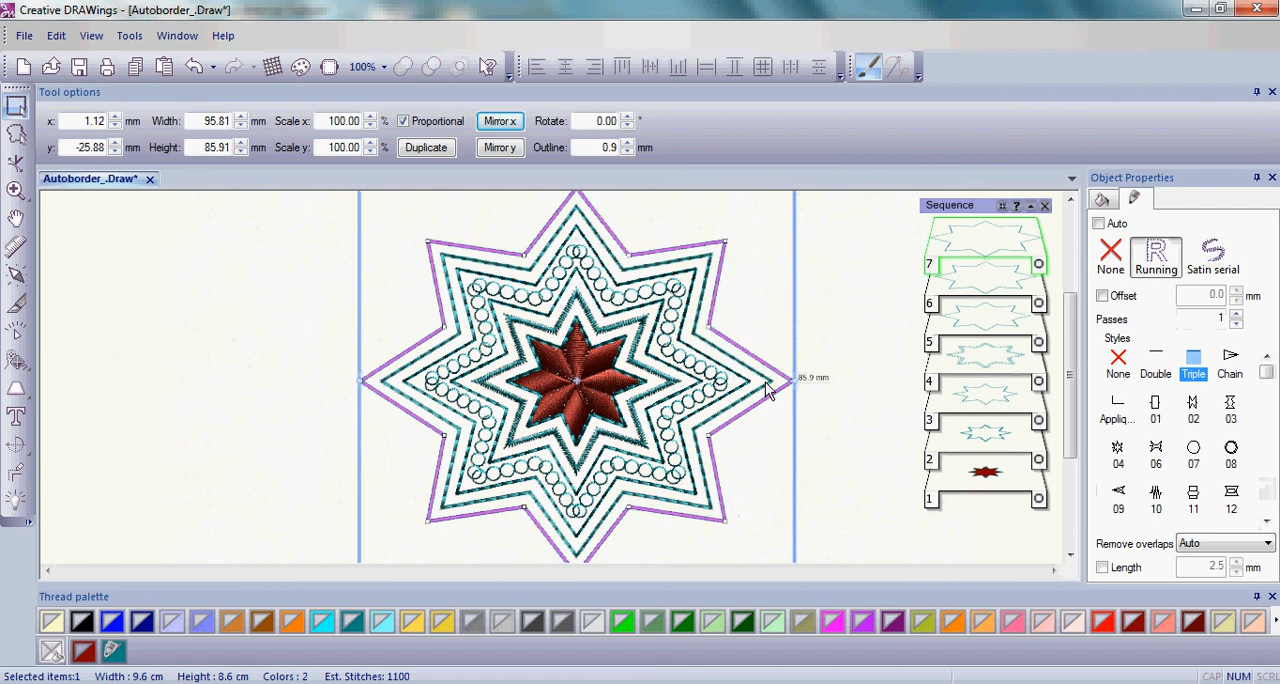 Creative DRAWings - [Autoborder_.Draw*]
File Edit View Tools Window Help
100%
Tool options
x: 1.12 mm Width: 95.81 mm Scale x: 100.00 % Proportional Mirror x Rotate: 0.00 °
y: -25.88 mm Height: 85.91 mm Scale y: 100.00 % Duplicate Mirror y Outline: 0.9 mm
Autoborder_.Draw*
Object Properties
Sequence
7
6
5
4
3
2
1
85.9 mm
Auto
None Running Satin serial
Offset 0.0 mm
Passes 1
Styles
None Double Triple Chain
Appliq... 01 02 03
04 06 07 08
09 10 11 12
Remove overlaps Auto
Length 2.5 mm
Thread palette
Selected items:1 Width : 9.6 cm Height : 8.6 cm Colors : 2 Est. Stitches: 1100
CAP NUM SCRL